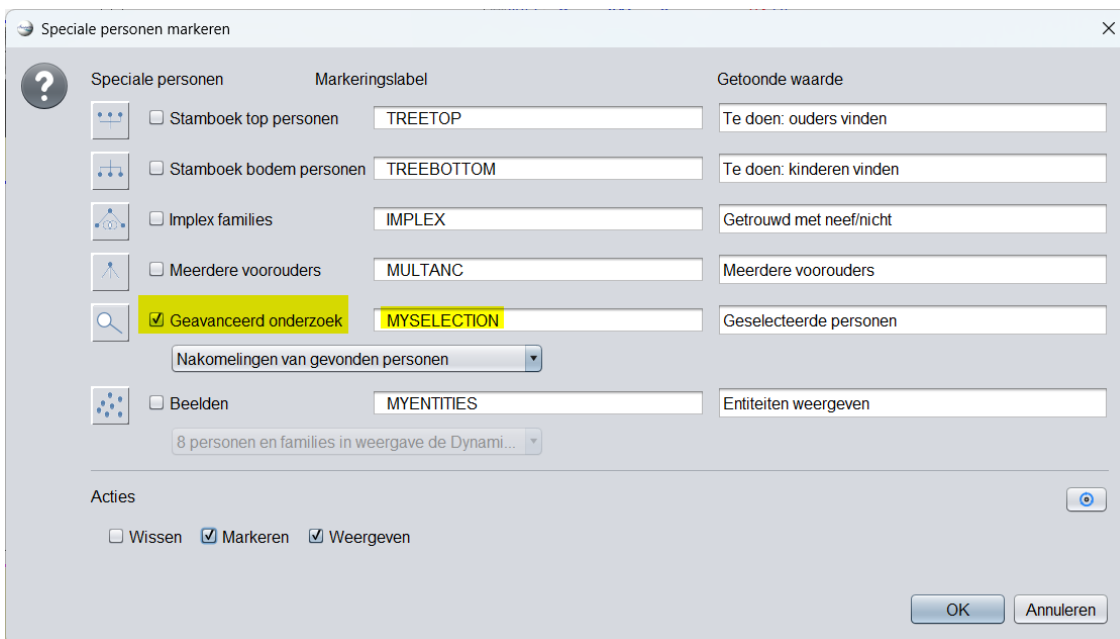 Speciale personen markeren
Speciale personen Markeringslabel Getoonde waarde
Stamboek top personen TREETOP Te doen: ouders vinden
Stamboek bodem personen TREEBOTTOM Te doen: kinderen vinden
Implex families IMPLEX Getrouwd met neef/nicht
Meerdere voorouders MULTANC Meerdere voorouders
Geavanceerd onderzoek MYSELECTION Geselecteerde personen
Nakomelingen van gevonden personen
Beelden MYENTITIES Entiteiten weergeven
8 personen en families in weergave de Dynami...
Acties
Wissen Markeren Weergeven
OK Annuleren